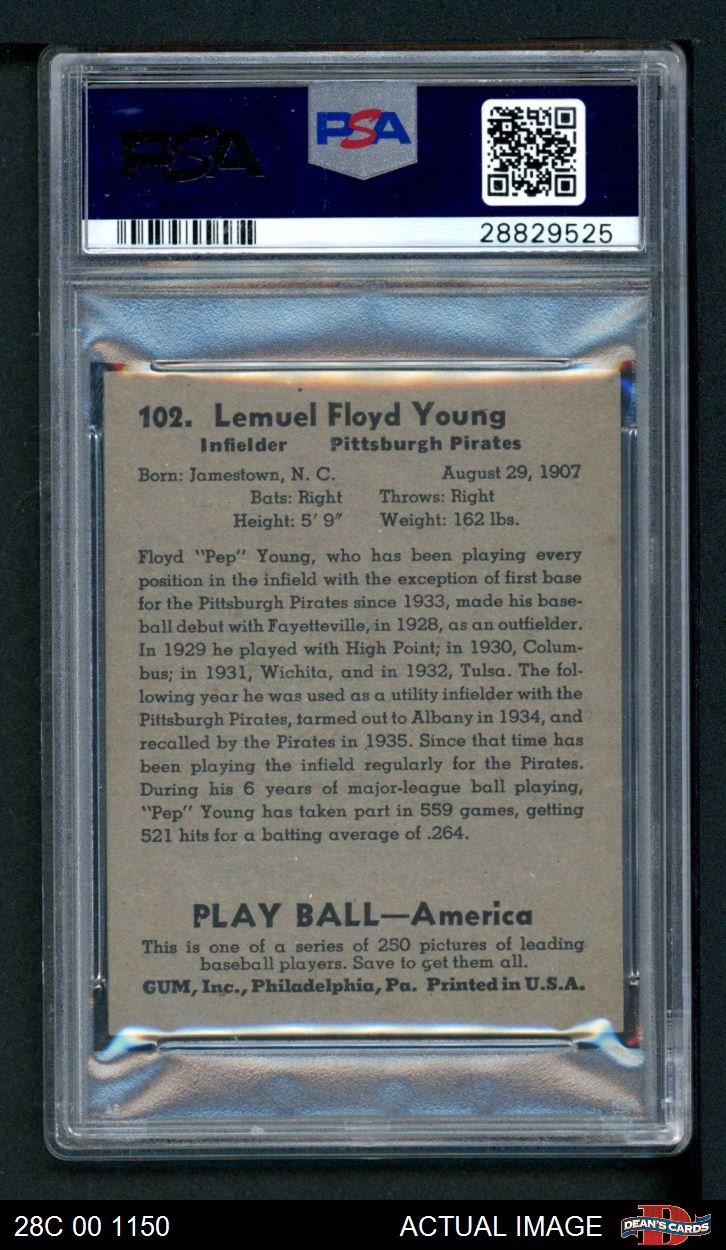 PSA
PSA
28829525
102. Lemuel Floyd Young
Infielder Pittsburgh Pirates
Born: Jamestown, N. C. August 29, 1907
Bats: Right Throws: Right
Height: 5' 9" Weight: 162 lbs.
Floyd "Pep" Young, who has been playing every
position in the infield with the exception of first base
for the Pittsburgh Pirates since 1933, made his base-
ball debut with Fayetteville, in 1928, as an outfielder.
In 1929 he played with High Point; in 1930, Colum-
bus; in 1931, Wichita, and in 1932, Tulsa. The fol-
lowing year he was used as a utility infielder with the
Pittsburgh Pirates, tarmed out to Albany in 1934, and
recalled by the Pirates in 1935. Since that time has
been playing the infield regularly for the Pirates.
During his 6 years of major-league ball playing,
"Pep" Young has taken part in 559 games, getting
521 hits for a batting average of .264.
PLAY BALL—America
This is one of a series of 250 pictures of leading
baseball players. Save to get them all.
GUM, Inc., Philadelphia, Pa. Printed in U.S.A.
28C 00 1150 ACTUAL IMAGE DEAN'S CARDS